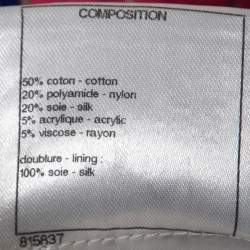 COMPOSITION
50% coton - cotton
20% polyamide - nylon
20% soie - silk
5% acrylique - acrylic
5% viscose - rayon
doublure - lining :
100% soie - silk
815837